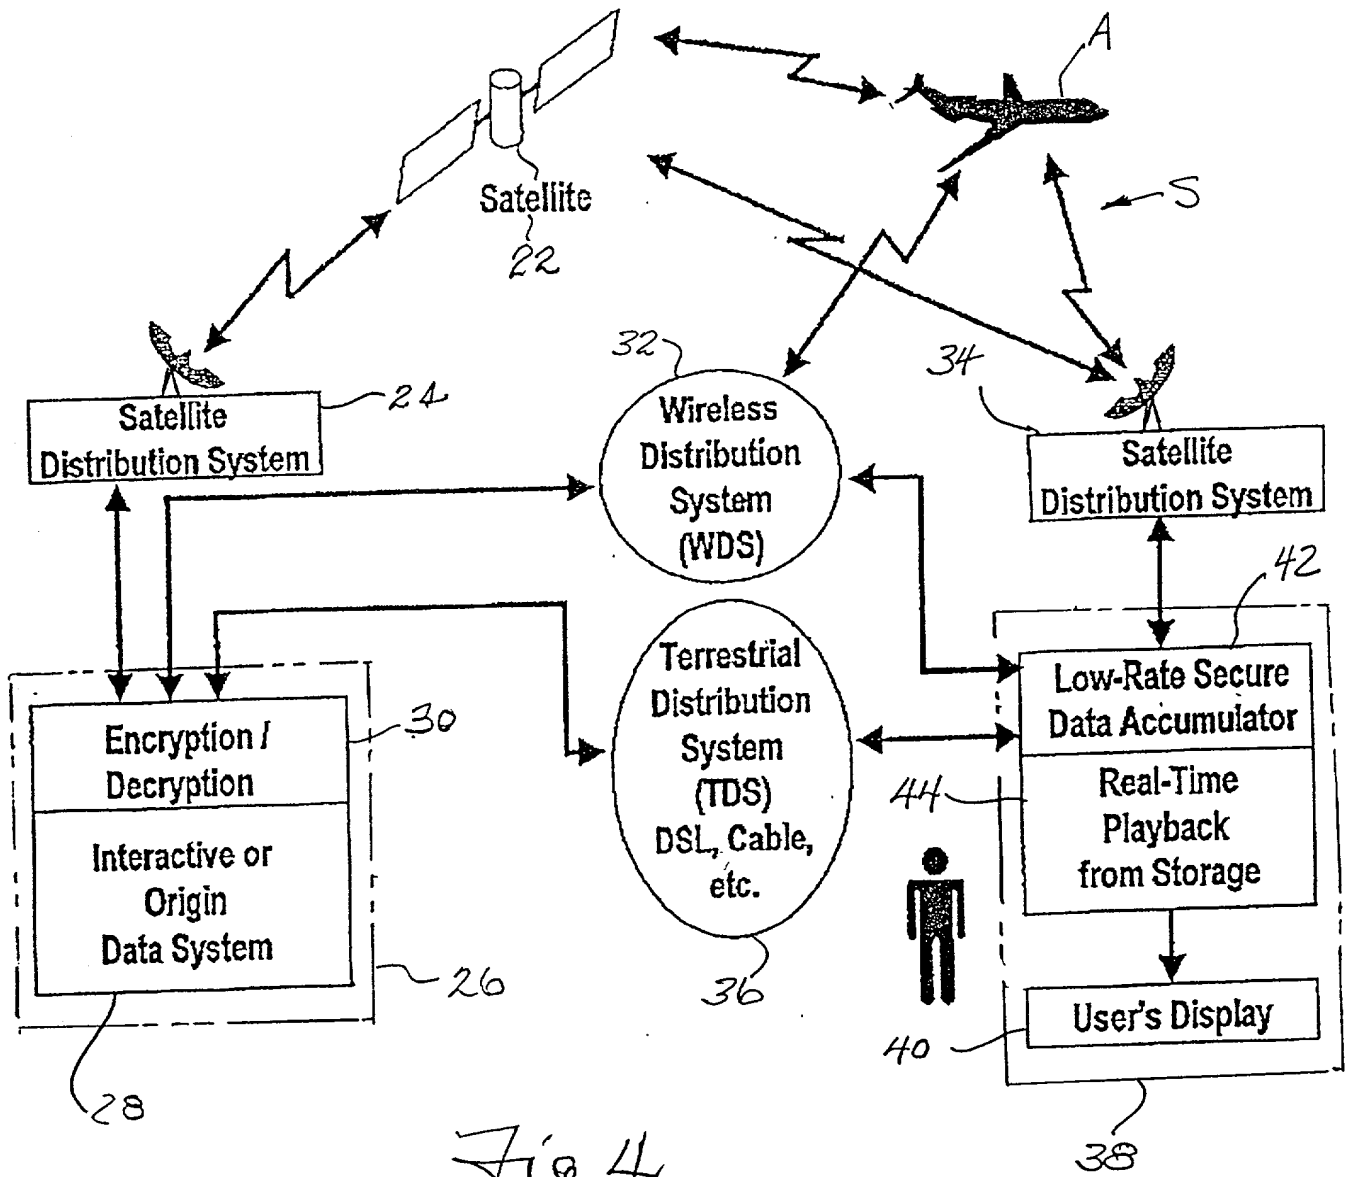 A
S
Satellite
22
32
34
24
Satellite
Distribution System
Wireless
Distribution
System
(WDS)
Satellite
Distribution System
42
Terrestrial
Distribution
System
(TDS)
DSL, Cable,
etc.
Low-Rate Secure
Data Accumulator
30
Encryption /
Decryption
44
Real-Time
Playback
from Storage
Interactive or
Origin
Data System
26
36
User's Display
40
28
38
Fig 4